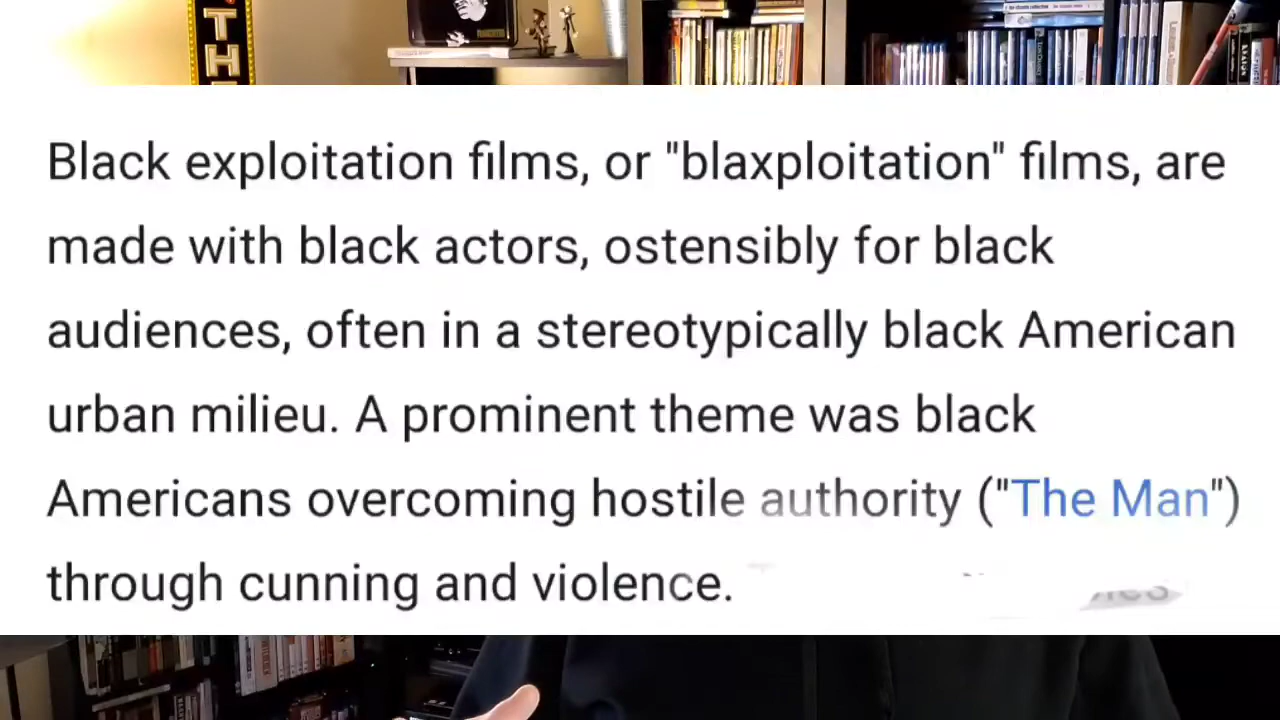 THE
Black exploitation films, or "blaxploitation" films, are
made with black actors, ostensibly for black
audiences, often in a stereotypically black American
urban milieu. A prominent theme was black
Americans overcoming hostile authority ("The Man")
through cunning and violence.